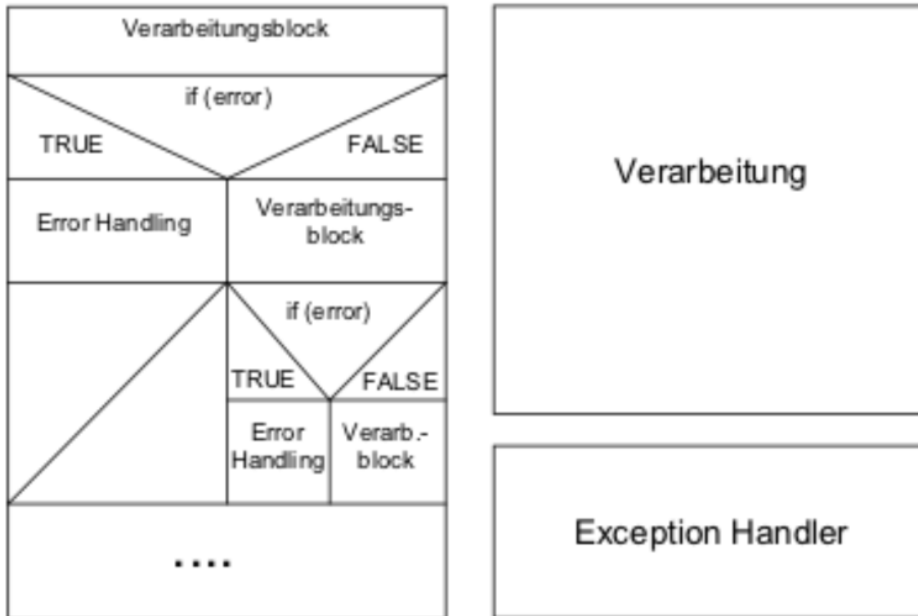 Verarbeitungsblock
if (error)
TRUE
FALSE
Error Handling
Verarbeitungs-
block
if (error)
TRUE
FALSE
Error
Handling
Verarb.-
block
....
Verarbeitung
Exception Handler